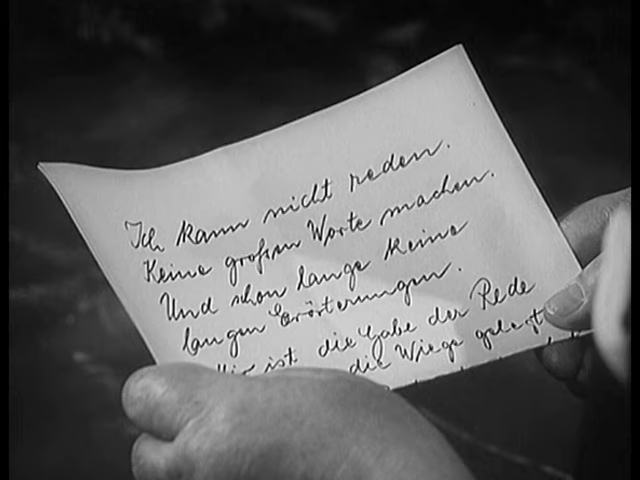 Ich kann nicht reden.
Keine großen Worte machen.
Und schon lange keine
langen Erörterungen.
Mir ist die Gabe der Rede
die Wiege gelegt